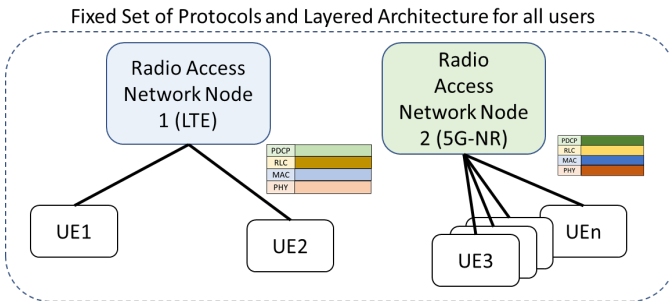 Fixed Set of Protocols and Layered Architecture for all users
Radio Access
Network Node
1 (LTE)
Radio
Access
Network Node
2 (5G-NR)
PDCP
RLC
MAC
PHY
PDCP
RLC
MAC
PHY
UE1
UE2
UE3
UEn